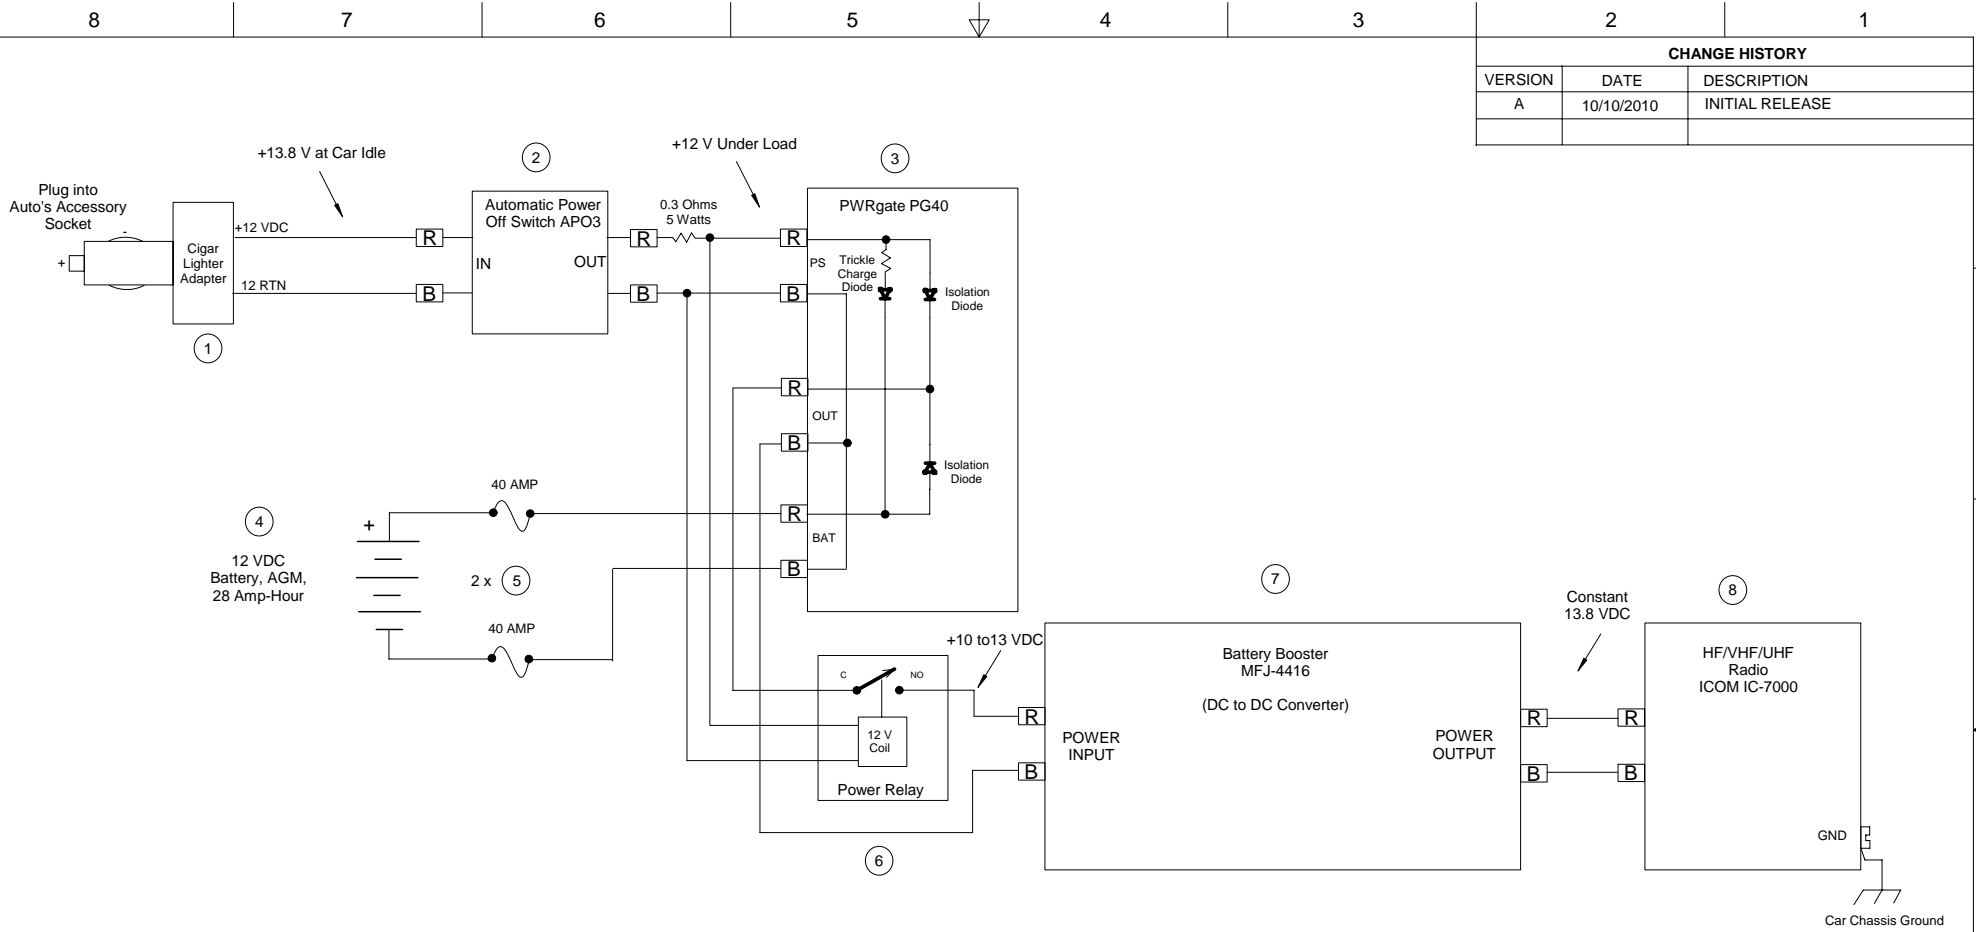 8 7 6 5 4 3 2 1
CHANGE HISTORY
VERSION DATE DESCRIPTION
A 10/10/2010 INITIAL RELEASE
Plug into
Auto's Accessory
Socket
-
+
Cigar
Lighter
Adapter
+12 VDC
12 RTN
1
+13.8 V at Car Idle
R
B
2
Automatic Power
Off Switch APO3
IN
OUT
R
B
0.3 Ohms
5 Watts
+12 V Under Load
3
PWRgate PG40
R
PS
B
Trickle
Charge
Diode
Isolation
Diode
R
OUT
B
Isolation
Diode
R
BAT
B
4
12 VDC
Battery, AGM,
28 Amp-Hour
+
40 AMP
2 x 5
40 AMP
C
NO
12 V
Coil
Power Relay
6
+10 to13 VDC
R
B
7
Battery Booster
MFJ-4416
(DC to DC Converter)
POWER
INPUT
POWER
OUTPUT
R
B
Constant
13.8 VDC
R
B
8
HF/VHF/UHF
Radio
ICOM IC-7000
GND
Car Chassis Ground